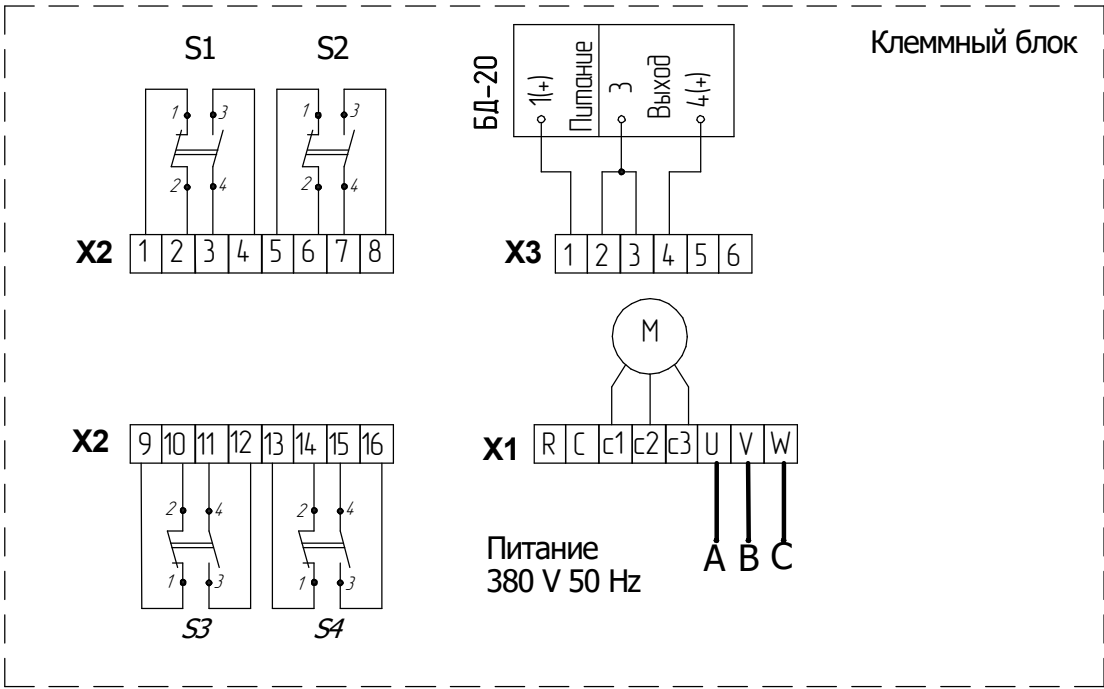 S1 S2
Клеммный блок
БД-20
1(+) Питание 3 Выход 4(+)
1 3 1 3
2 4 2 4
X2 1 2 3 4 5 6 7 8
X3 1 2 3 4 5 6
M
X2 9 10 11 12 13 14 15 16
X1 R C c1 c2 c3 U V W
2 4 2 4
1 3 1 3
S3 S4
Питание
380 V 50 Hz
A B C